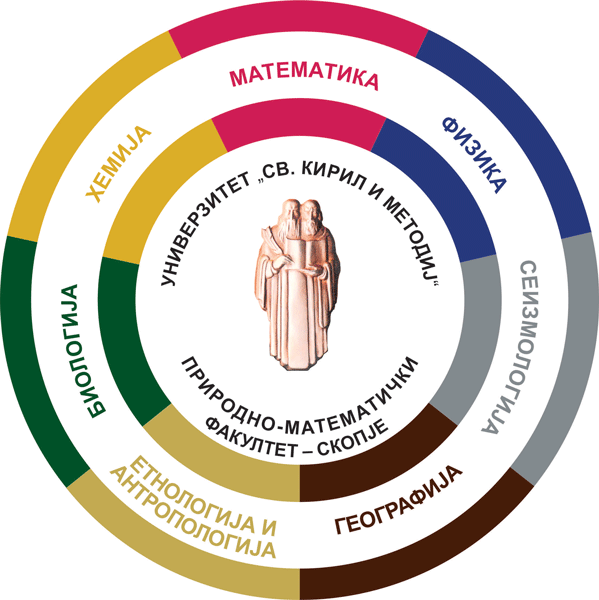 МАТЕМАТИКА
ФИЗИКА
СЕИЗМОЛОГИЈА
ГЕОГРАФИЈА
ЕТНОЛОГИЈА И
АНТРОПОЛОГИЈА
БИОЛОГИЈА
ХЕМИЈА
УНИВЕРЗИТЕТ „СВ. КИРИЛ И МЕТОДИЈ“
ПРИРОДНО-МАТЕМАТИЧКИ
ФАКУЛТЕТ – СКОПЈЕ